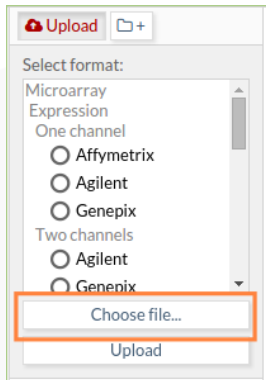 Upload +
Select format:
Microarray
Expression
One channel
Affymetrix
Agilent
Genepix
Two channels
Agilent
Genepix
Choose file...
Upload